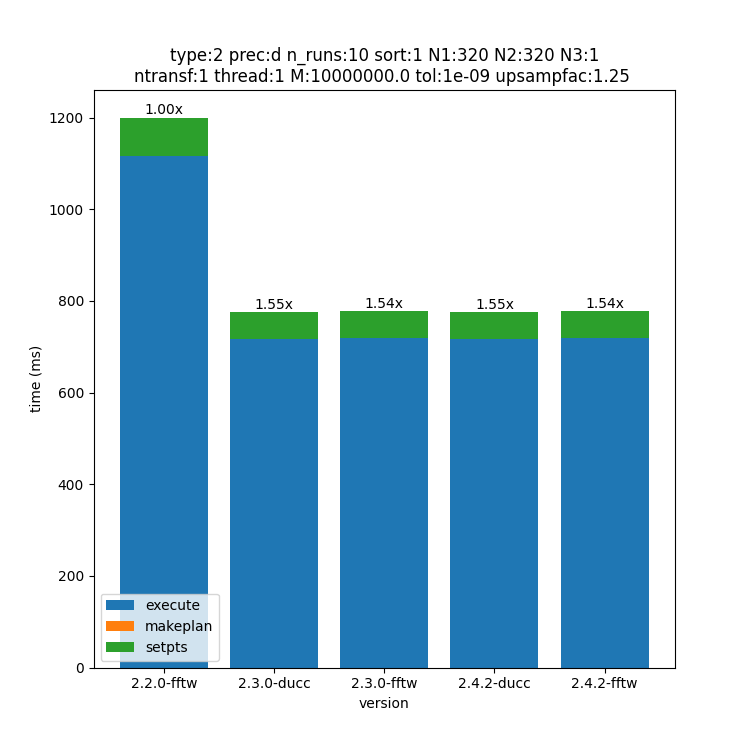 type:2 prec:d n_runs:10 sort:1 N1:320 N2:320 N3:1
ntransf:1 thread:1 M:10000000.0 tol:1e-09 upsampfac:1.25
1200
1000
800
600
400
200
0
time (ms)
1.00x
1.55x
1.54x
1.55x
1.54x
execute
makeplan
setpts
2.2.0-fftw
2.3.0-ducc
2.3.0-fftw
2.4.2-ducc
2.4.2-fftw
version